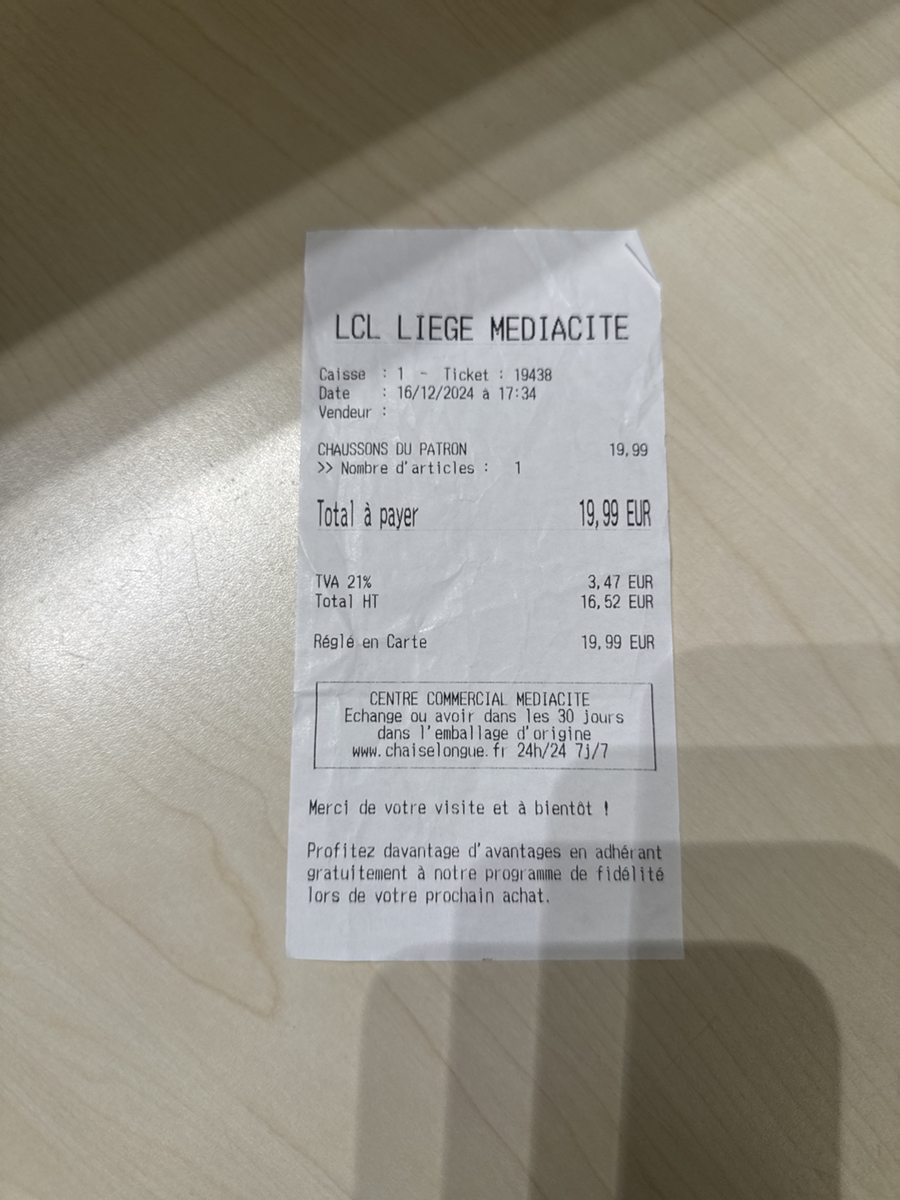 LCL LIEGE MEDIACITE
Caisse : 1 - Ticket : 19438
Date : 16/12/2024 à 17:34
Vendeur :
CHAUSSONS DU PATRON 19,99
>> Nombre d'articles : 1
Total à payer 19,99 EUR
TVA 21% 3,47 EUR
Total HT 16,52 EUR
Réglé en Carte 19,99 EUR
CENTRE COMMERCIAL MEDIACITE
Echange ou avoir dans les 30 jours
dans l'emballage d'origine
www.chaiselongue.fr 24h/24 7j/7
Merci de votre visite et à bientôt !
Profitez davantage d'avantages en adhérant
gratuitement à notre programme de fidélité
lors de votre prochain achat.